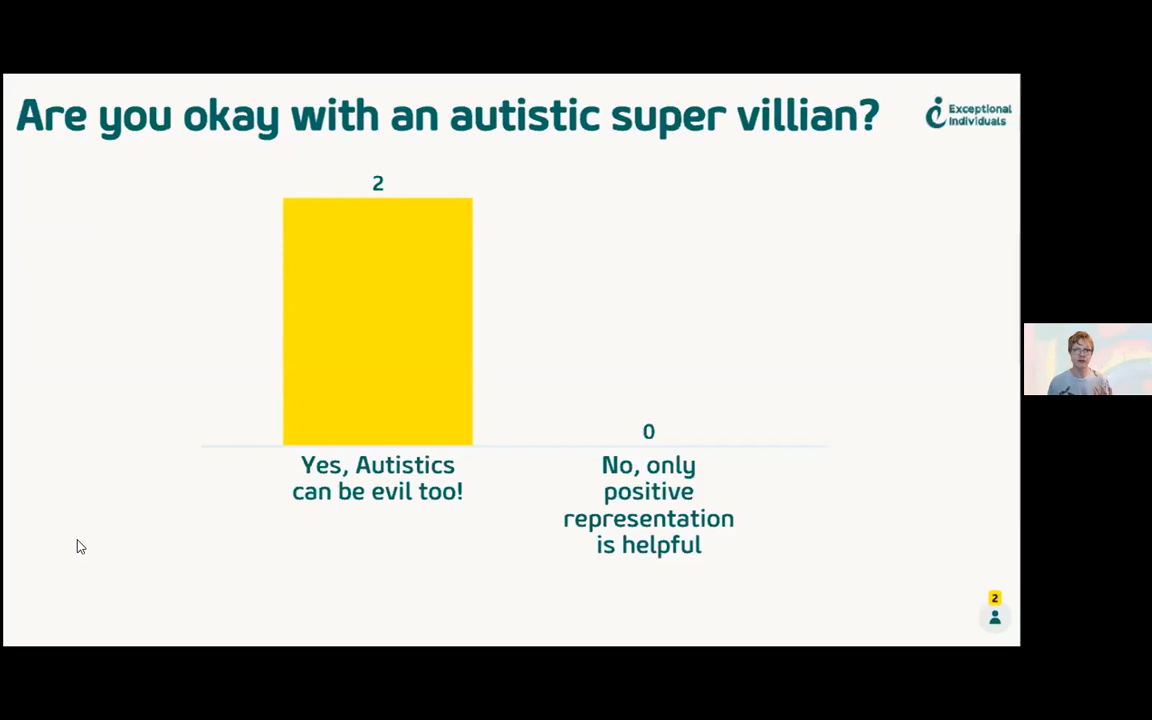 Are you okay with an autistic super villian?
Exceptional
Individuals
2
0
Yes, Autistics
can be evil too!
No, only
positive
representation
is helpful
2